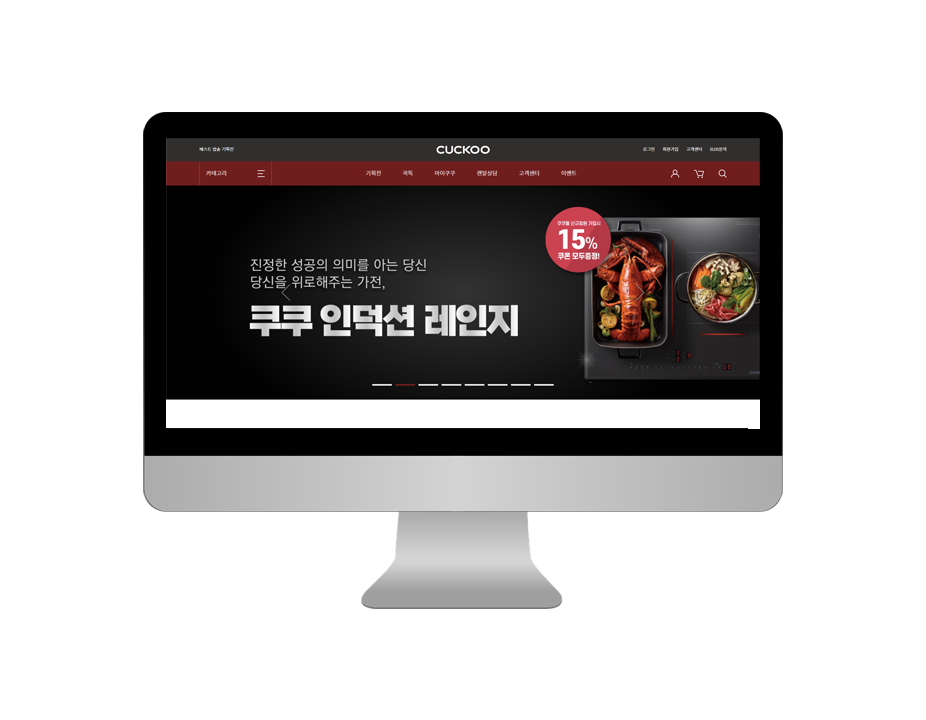 베스트 탑솔 기획전
CUCKOO
로그인 회원가입 고객센터 B2B문의
카테고리
기획전 쿡톡 마이쿠쿠 렌탈상담 고객센터 이벤트
쿠쿠몰 신규회원 가입시
15%
쿠폰 모두증정!
진정한 성공의 의미를 아는 당신
당신을 위로해주는 가전,
쿠쿠 인덕션 레인지